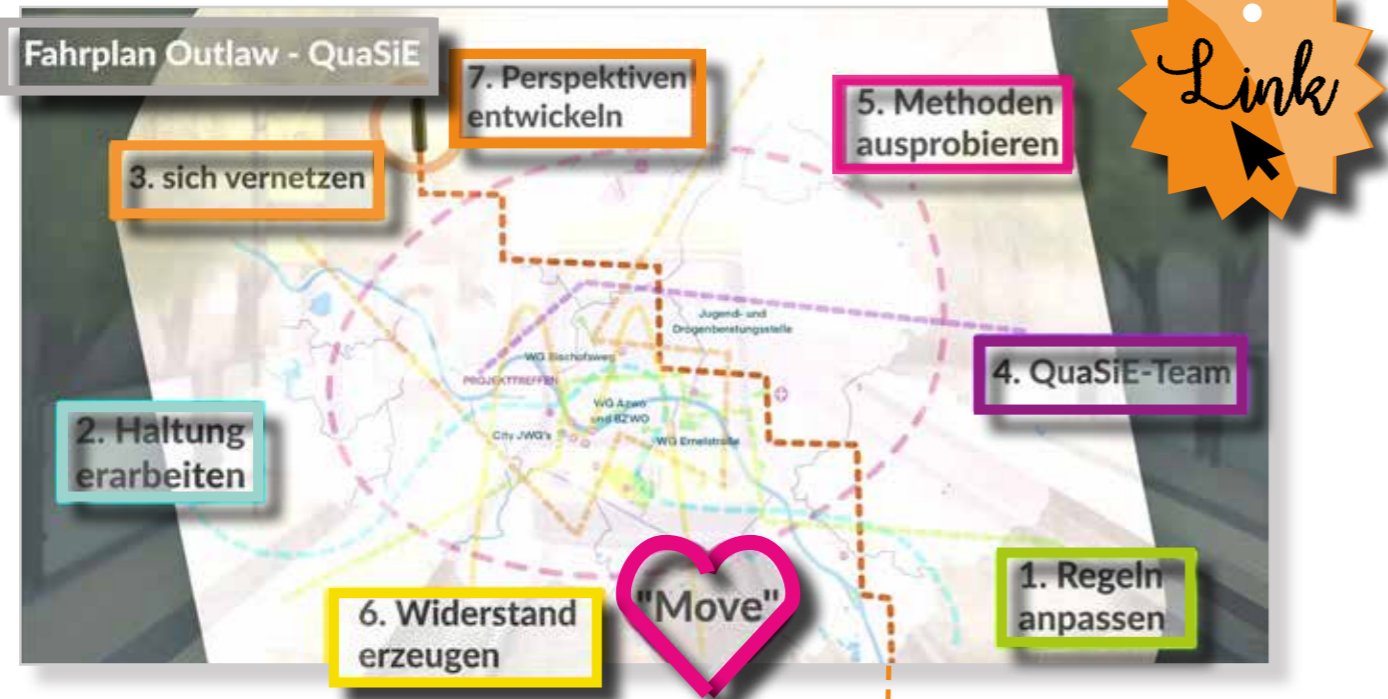 Fahrplan Outlaw - QuaSiE
7. Perspektiven
entwickeln
5. Methoden
ausprobieren
Link
3. sich vernetzen
Jugend- und
Drogenberatungsstelle
WG Bischofsweg
PROJEKTTREFFEN
4. QuaSiE-Team
WG Azwo
und BZWO
City JWG's
WG Emelstraße
2. Haltung
erarbeiten
1. Regeln
anpassen
6. Widerstand
erzeugen
"Move"